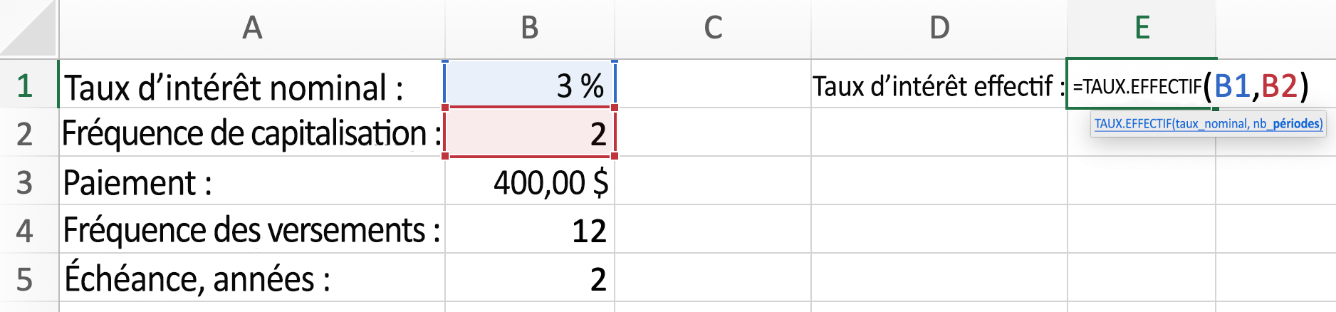 A B C D E
1 Taux d’intérêt nominal : 3 % Taux d’intérêt effectif : =TAUX.EFFECTIF(B1,B2)
2 Fréquence de capitalisation : 2 TAUX.EFFECTIF(taux_nominal, nb_périodes)
3 Paiement : 400,00 $
4 Fréquence des versements : 12
5 Échéance, années : 2